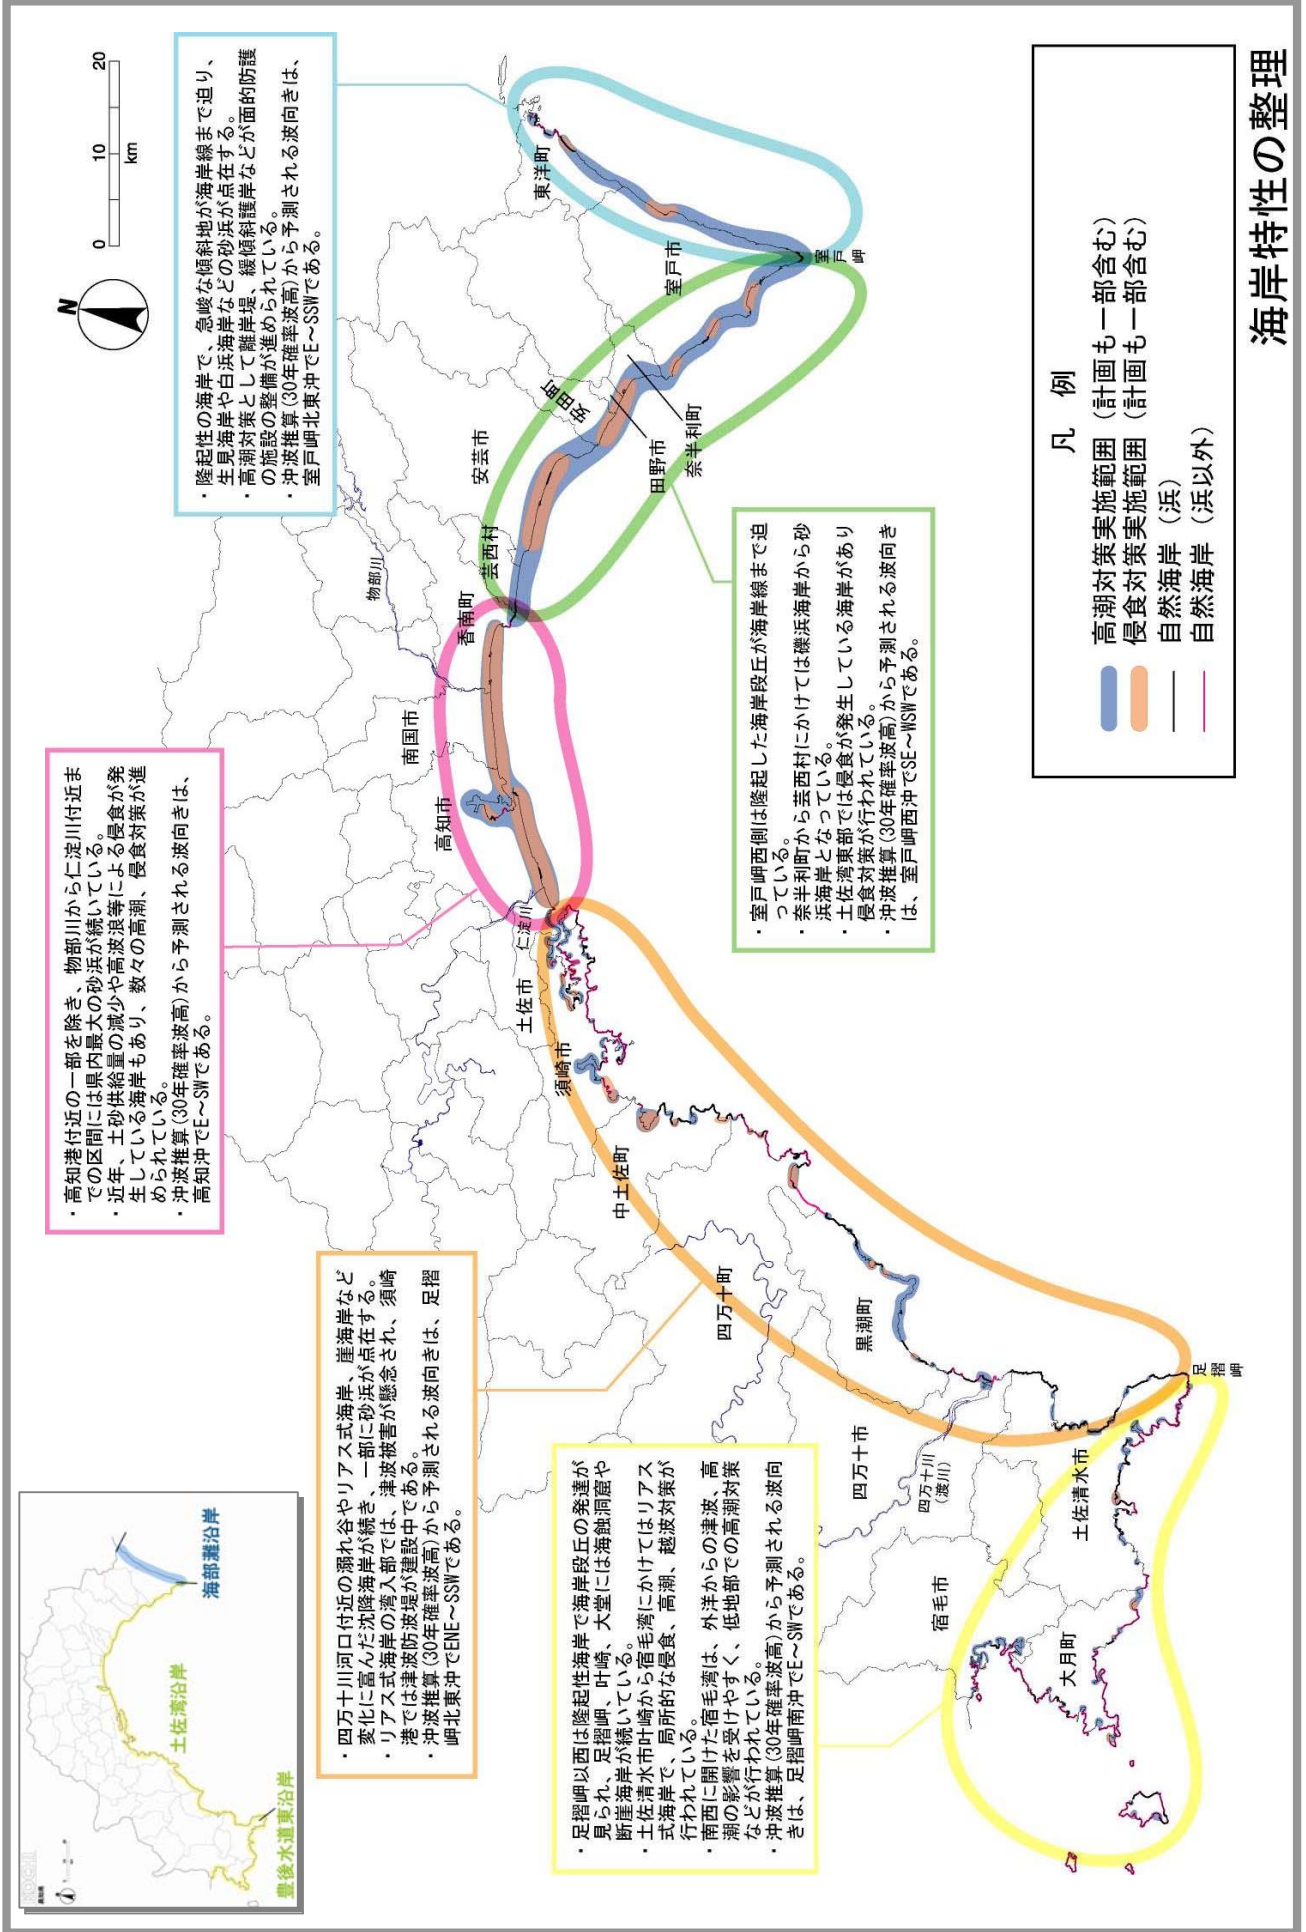 海岸特性の整理
・高知港付近の一部を除き、物部川から仁淀川付近ま
での区間には県内最大の砂浜が続いている。
・近年、土砂供給量の減少や高波浪等による侵食が発
生している海岸もあり、数々の高潮、侵食対策が進
められている。
・沖波推算(30年確率波高)から予測される波向きは、
高知沖でE~SWである。
・隆起性の海岸で、急峻な傾斜地が海岸線まで迫り、
生見海岸や白浜海岸などの砂浜が点在する。
・高潮対策として離岸堤、緩傾斜護岸などが面的防護
の施設の整備が進められている。
・沖波推算(30年確率波高)から予測される波向きは、
室戸岬北東沖でE~SSWである。
0 10 20
km
N
・四万十川河口付近の溺れ谷やリアス式海岸、崖海岸など
変化に富んだ沈降海岸が続き、一部に砂浜が点在する。
・リアス式海岸の湾入部では、津波被害が懸念され、須崎
港では津波防波堤が建設中である。
・沖波推算(30年確率波高)から予測される波向きは、足摺
岬北東沖でENE~SSWである。
・足摺岬以西は隆起性海岸で海岸段丘の発達が
見られ、足摺岬、叶崎、大堂には海蝕洞窟や
断崖海岸が続いている。
・土佐清水市叶崎から宿毛湾にかけてはリアス
式海岸で、局所的な侵食、高潮、越波対策が
行われている。
・南西に開けた宿毛湾は、外洋からの津波、高
潮の影響を受けやすく、低地部での高潮対策
などが行われている。
・沖波推算(30年確率波高)から予測される波向
きは、足摺岬南沖でE~SWである。
・室戸岬西側は隆起した海岸段丘が海岸線まで迫
っている。
・奈半利町から芸西村にかけては礫浜海岸から砂
浜海岸となっている。
・土佐湾東部では侵食が発生している海岸があり
侵食対策が行われている。
・沖波推算(30年確率波高)から予測される波向き
は、室戸岬西沖でSE~WSWである。
海部灘沿岸
土佐湾沿岸
豊後水道東沿岸
東洋町
室戸市
室戸岬
安田町
田野市
奈半利町
安芸市
芸西村
香南町
物部川
南国市
高知市
仁淀川
土佐市
須崎市
中土佐町
四万十町
黒潮町
四万十市
四万十川
(渡川)
土佐清水市
足摺岬
宿毛市
大月町
凡 例
高潮対策実施範囲（計画も一部含む）
侵食対策実施範囲（計画も一部含む）
自然海岸（浜）
自然海岸（浜以外）